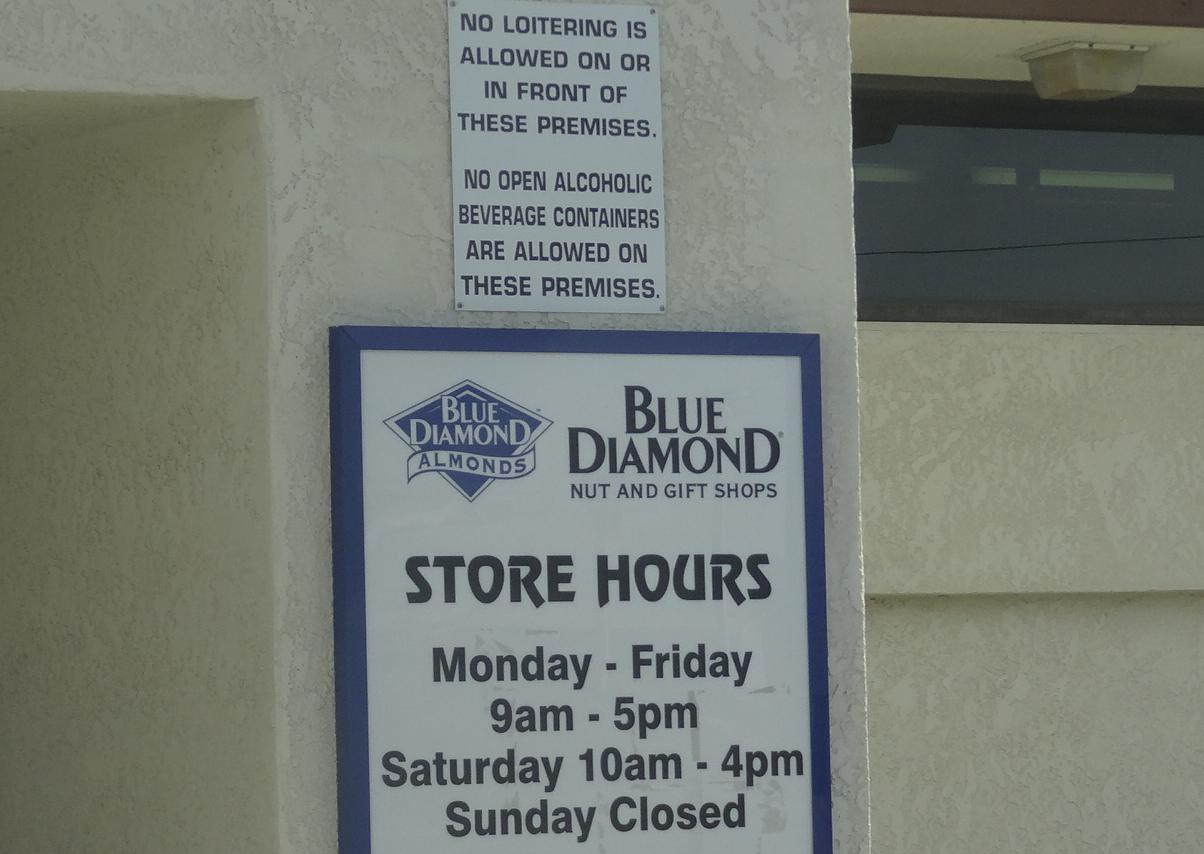 NO LOITERING IS
ALLOWED ON OR
IN FRONT OF
THESE PREMISES.
NO OPEN ALCOHOLIC
BEVERAGE CONTAINERS
ARE ALLOWED ON
THESE PREMISES.
BLUE
DIAMOND
ALMONDS
BLUE
DIAMOND
NUT AND GIFT SHOPS
STORE HOURS
Monday - Friday
9am - 5pm
Saturday 10am - 4pm
Sunday Closed